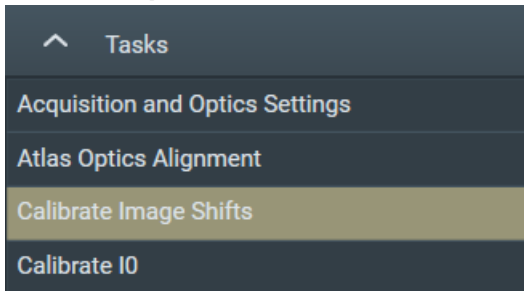 Tasks
Acquisition and Optics Settings
Atlas Optics Alignment
Calibrate Image Shifts
Calibrate I0